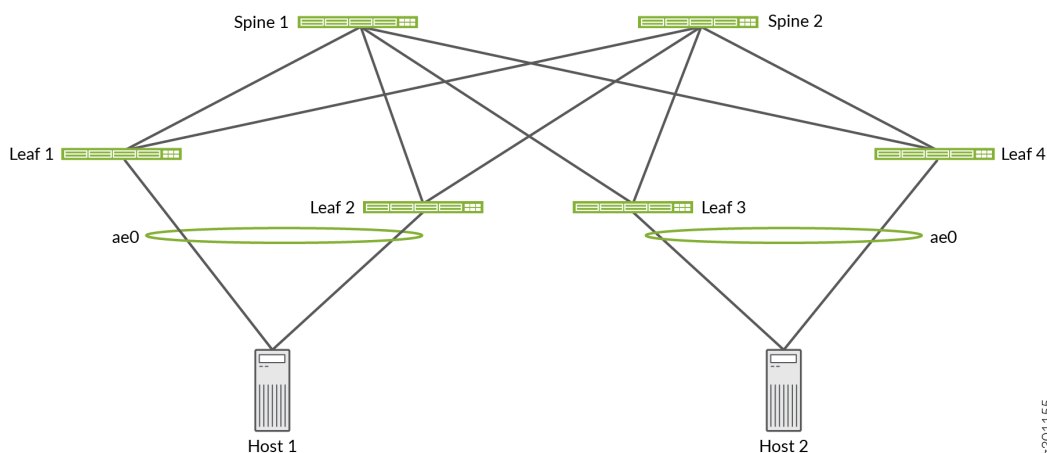 Spine 1
Spine 2
Leaf 1
Leaf 4
Leaf 2
Leaf 3
ae0
ae0
Host 1
Host 2